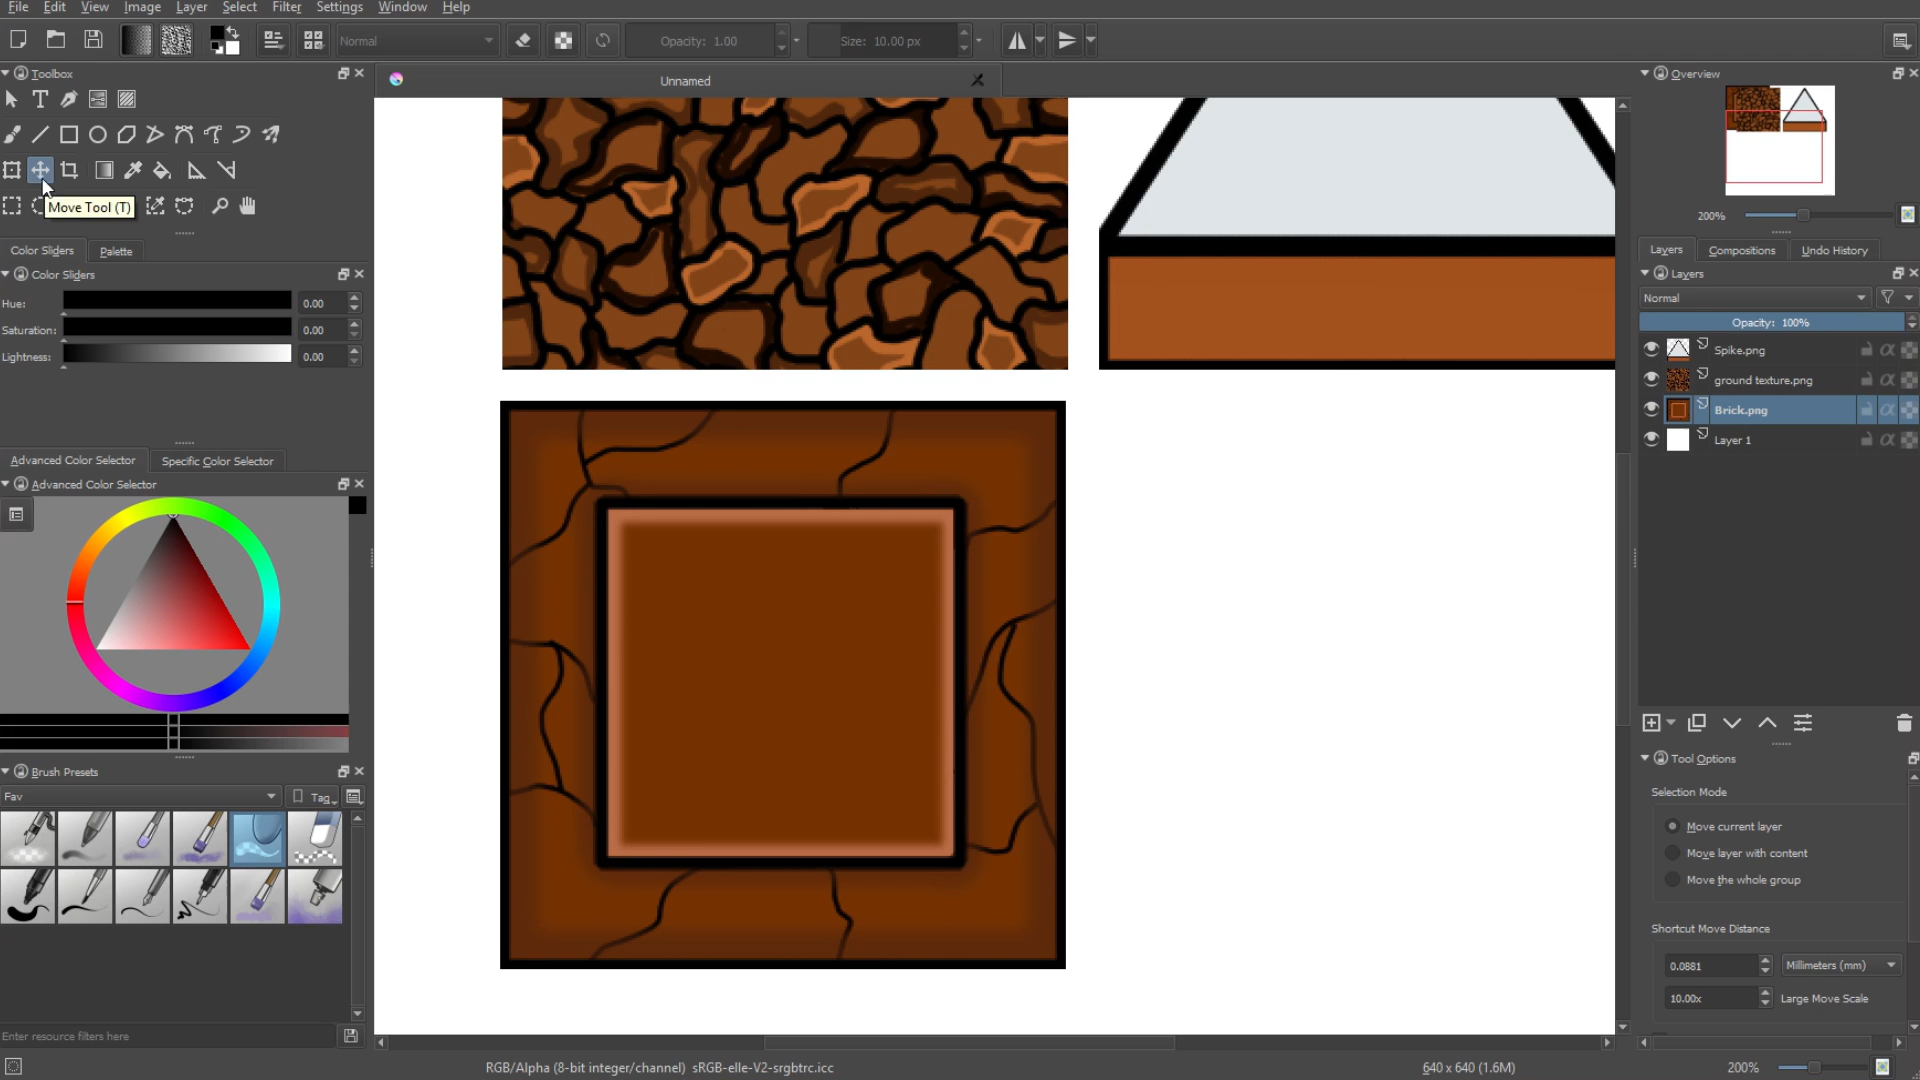 File Edit View Image Layer Select Filter Settings Window Help
Normal Opacity: 1.00 Size: 10.00 px
Toolbox
Unnamed
Overview
Move Tool (T)
200%
Color Sliders Palette
Layers Compositions Undo History
Color Sliders
Layers
Hue: 0.00
Normal
Saturation: 0.00
Opacity: 100%
Lightness: 0.00
Spike.png
ground texture.png
Brick.png
Layer 1
Advanced Color Selector Specific Color Selector
Advanced Color Selector
Tool Options
Brush Presets
Selection Mode
Fav Tag
Move current layer
Move layer with content
Move the whole group
Shortcut Move Distance
0.0881 Millimeters (mm)
10.00x Large Move Scale
Enter resource filters here
RGB/Alpha (8-bit integer/channel) sRGB-elle-V2-srgbtrc.icc
640 x 640 (1.6M)
200%